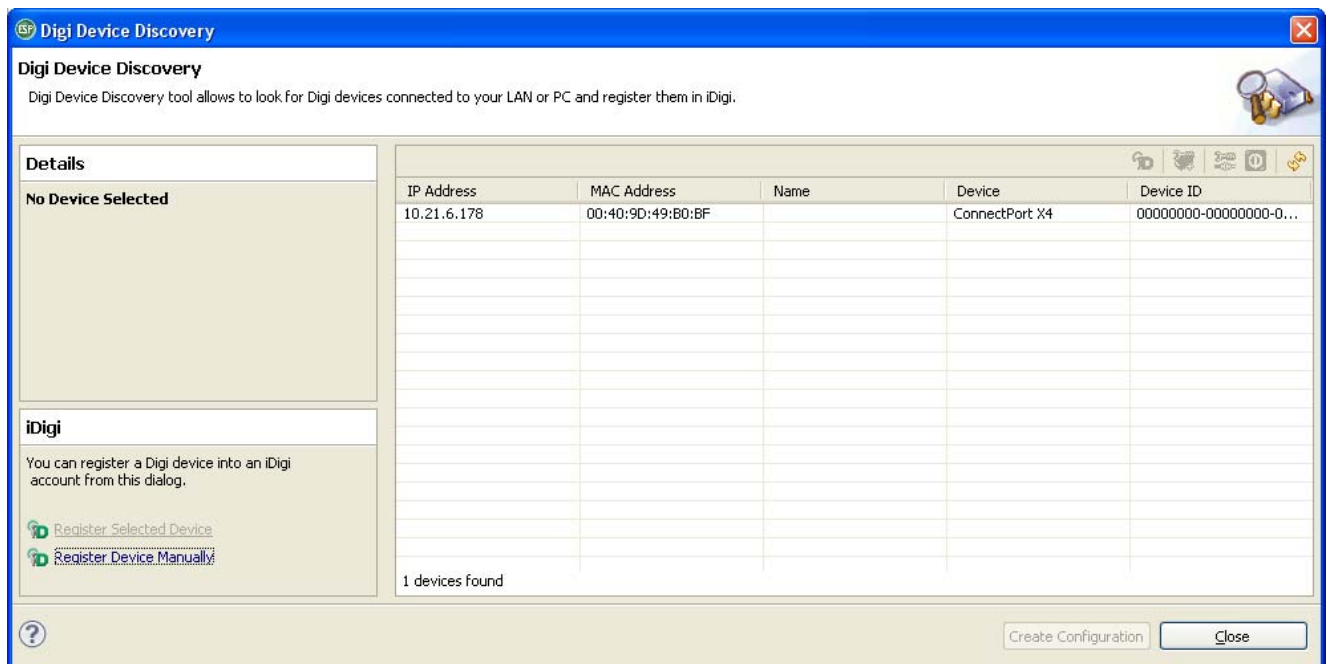 Digi Device Discovery
Digi Device Discovery
Digi Device Discovery tool allows to look for Digi devices connected to your LAN or PC and register them in iDigi.
Details
No Device Selected
iDigi
You can register a Digi device into an iDigi
account from this dialog.
Register Selected Device
Register Device Manually
IP Address MAC Address Name Device Device ID
10.21.6.178 00:40:9D:49:B0:BF ConnectPort X4 00000000-00000000-0...
1 devices found
Create Configuration Close